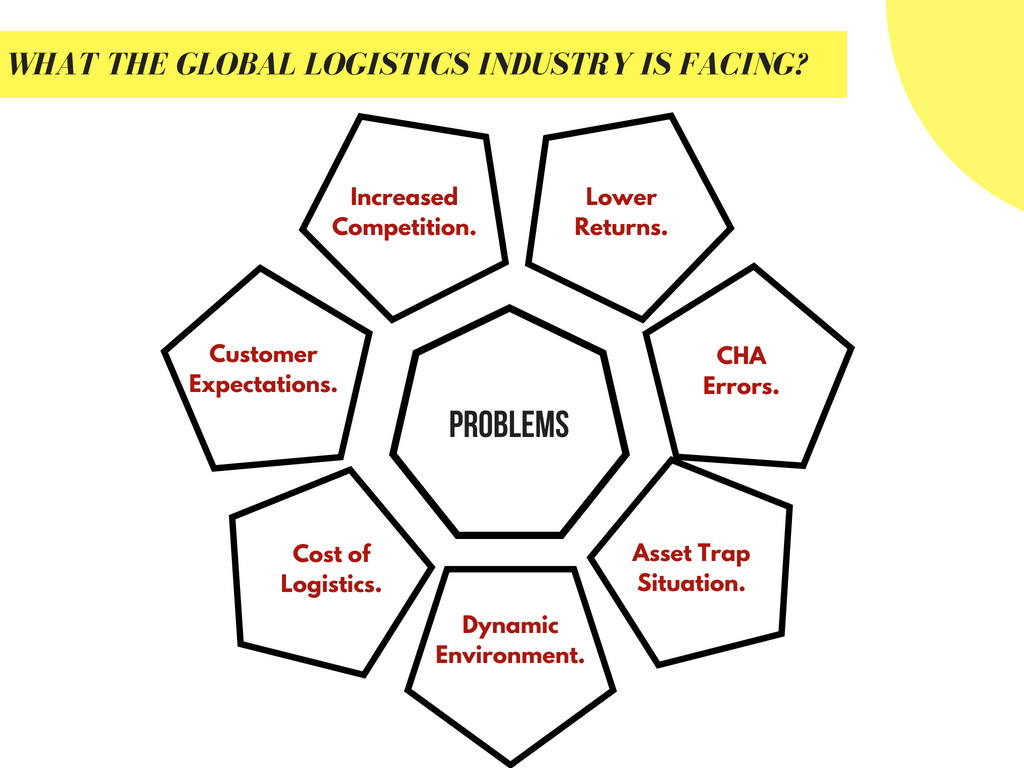 WHAT THE GLOBAL LOGISTICS INDUSTRY IS FACING?
Increased
Competition.
Lower
Returns.
Customer
Expectations.
CHA
Errors.
PROBLEMS
Cost of
Logistics.
Asset Trap
Situation.
Dynamic
Environment.